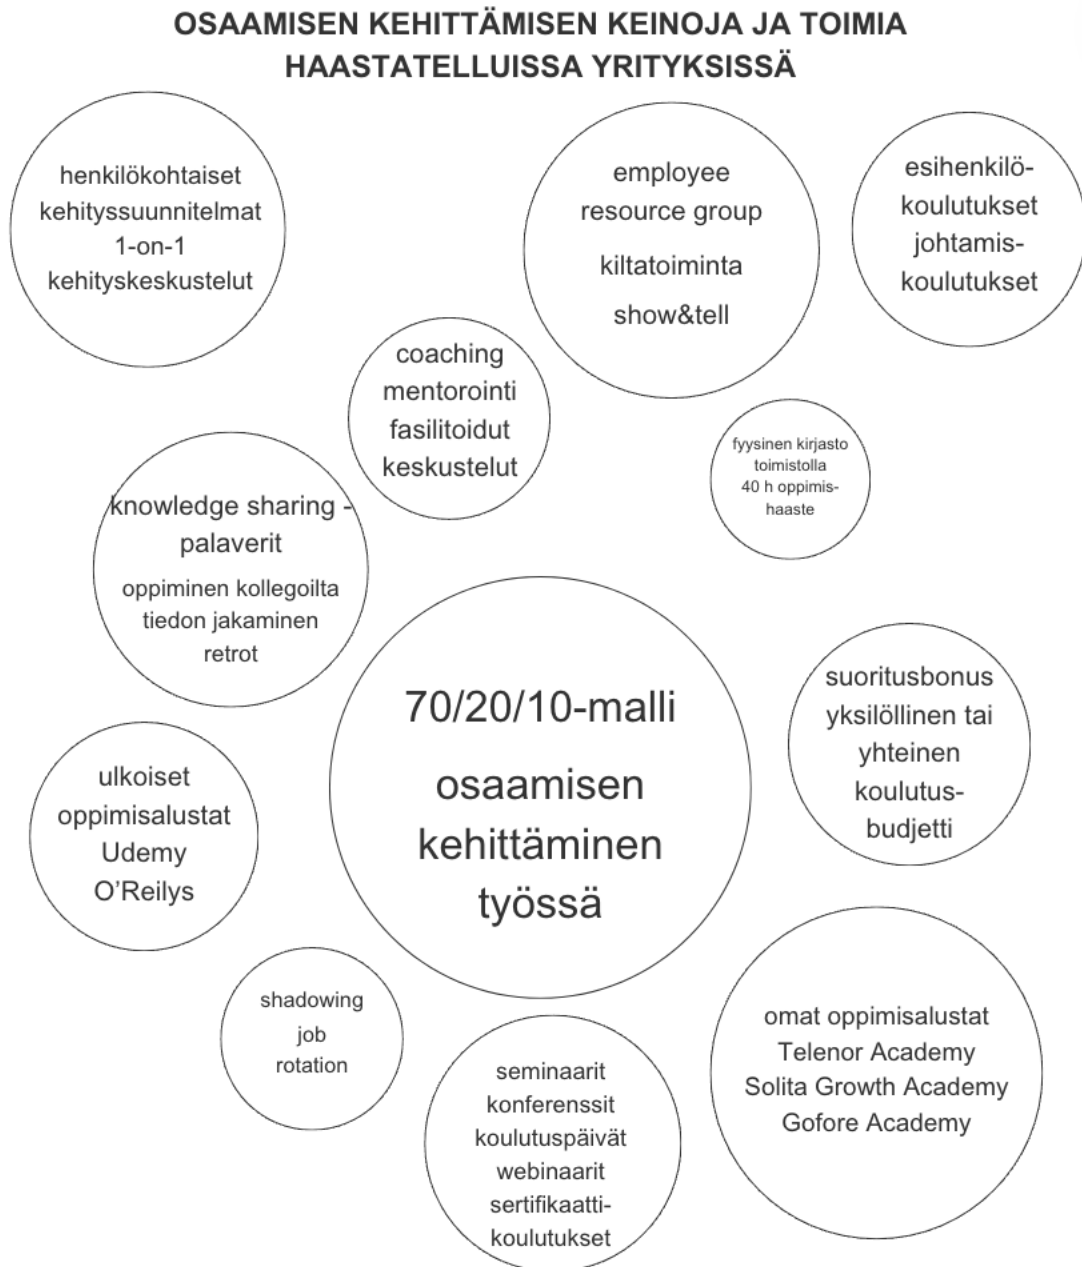 OSAAMISEN KEHITTÄMISEN KEINOJA JA TOIMIA
HAASTATELLUISSA YRITYKSISSÄ
henkilökohtaiset
kehityssuunnitelmat
1-on-1
kehityskeskustelut
employee
resource group
kiltatoiminta
show&tell
esihenkilö-
koulutukset
johtamis-
koulutukset
coaching
mentorointi
fasilitoidut
keskustelut
fyysinen kirjasto
toimistolla
40 h oppimis-
haaste
knowledge sharing -
palaverit
oppiminen kollegoilta
tiedon jakaminen
retrot
70/20/10-malli
osaamisen
kehittäminen
työssä
suoritusbonus
yksilöllinen tai
yhteinen
koulutus-
budjetti
ulkoiset
oppimisalustat
Udemy
O'Reilys
shadowing
job
rotation
seminaarit
konferenssit
koulutuspäivät
webinaarit
sertifikaatti-
koulutukset
omat oppimisalustat
Telenor Academy
Solita Growth Academy
Gofore Academy